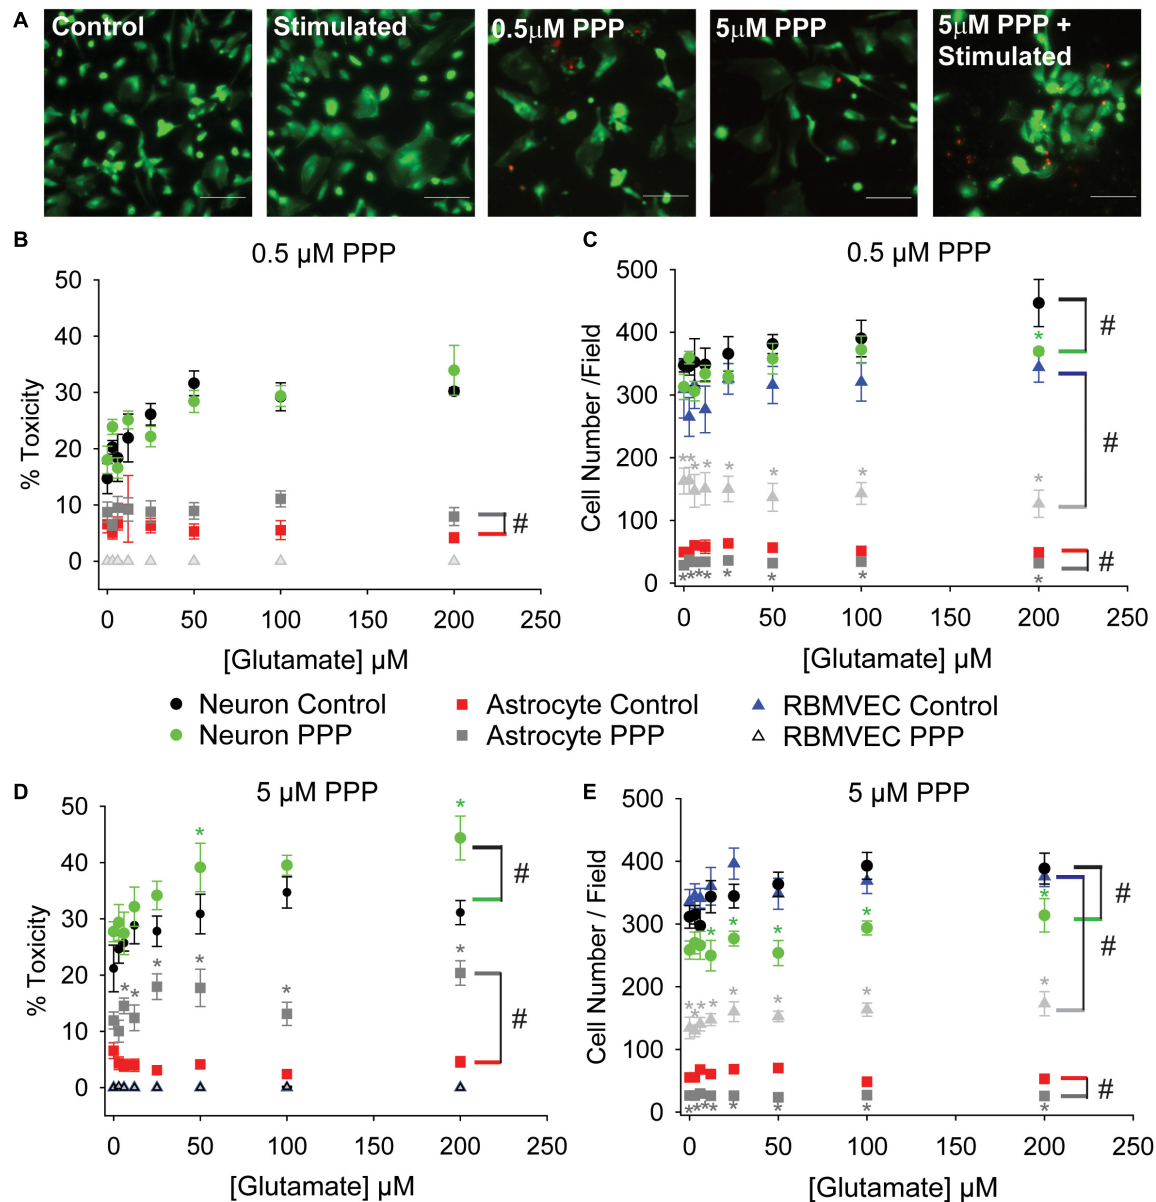 A
Control
Stimulated
0.5μM PPP
5μM PPP
5μM PPP +
Stimulated
B
0.5 µM PPP
50
40
30
20
10
0
% Toxicity
#
0 50 100 150 200 250
[Glutamate] µM
C
0.5 µM PPP
500
400
300
200
100
0
Cell Number /Field
* * * * * * * * *
#
#
#
0 50 100 150 200 250
[Glutamate] µM
Neuron Control
Neuron PPP
Astrocyte Control
Astrocyte PPP
RBMVEC Control
RBMVEC PPP
D
5 µM PPP
50
40
30
20
10
0
% Toxicity
* * * * * * * *
#
#
0 50 100 150 200 250
[Glutamate] µM
E
5 µM PPP
500
400
300
200
100
0
Cell Number / Field
* * * * *
* * * * * * * *
* * * * * * * *
#
#
#
0 50 100 150 200 250
[Glutamate] µM